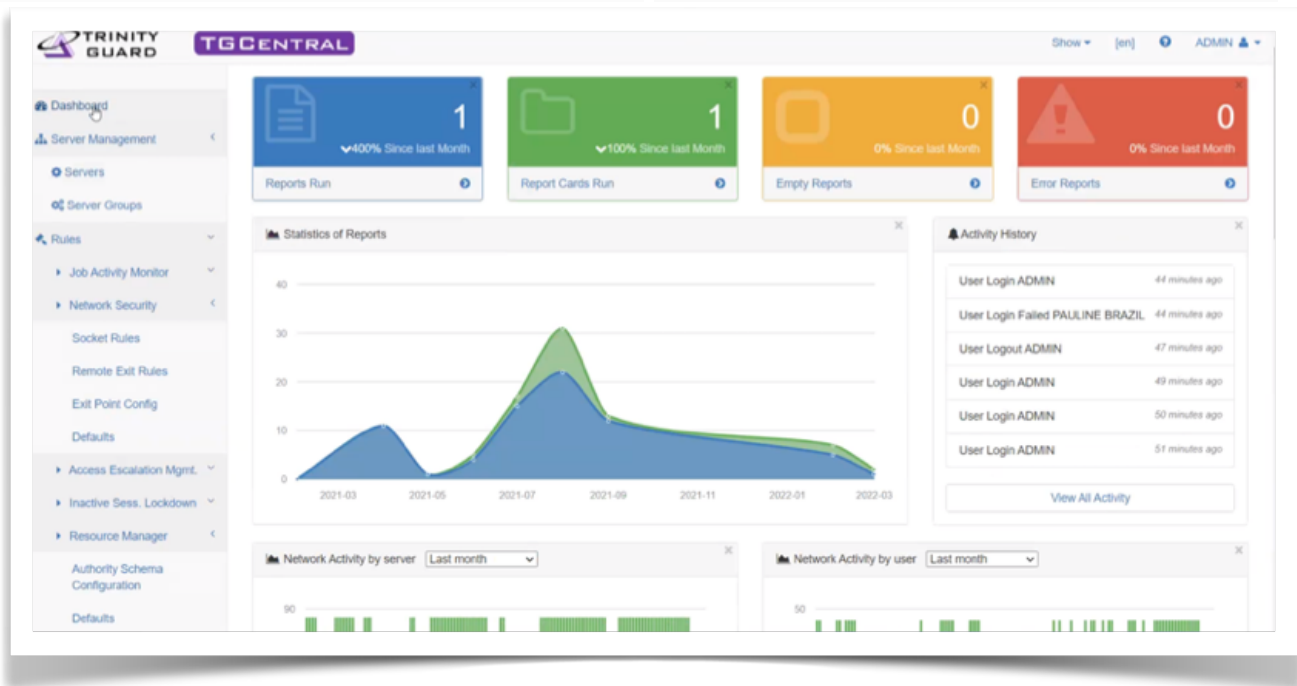 TRINITY
GUARD
TGCENTRAL
Show
[en]
ADMIN
Dashboard
Server Management
Servers
Server Groups
Rules
Job Activity Monitor
Network Security
Socket Rules
Remote Exit Rules
Exit Point Config
Defaults
Access Escalation Mgmt.
Inactive Sess. Lockdown
Resource Manager
Authority Schema
Configuration
Defaults
1
400% Since last Month
Reports Run
1
100% Since last Month
Report Cards Run
0
0% Since last Month
Empty Reports
0
0% Since last Month
Error Reports
Statistics of Reports
40
30
20
10
0
2021-03 2021-05 2021-07 2021-09 2021-11 2022-01 2022-03
Activity History
User Login ADMIN 44 minutes ago
User Login Failed PAULINE BRAZIL 44 minutes ago
User Logout ADMIN 47 minutes ago
User Login ADMIN 49 minutes ago
User Login ADMIN 50 minutes ago
User Login ADMIN 51 minutes ago
View All Activity
Network Activity by server Last month
90
Network Activity by user Last month
50